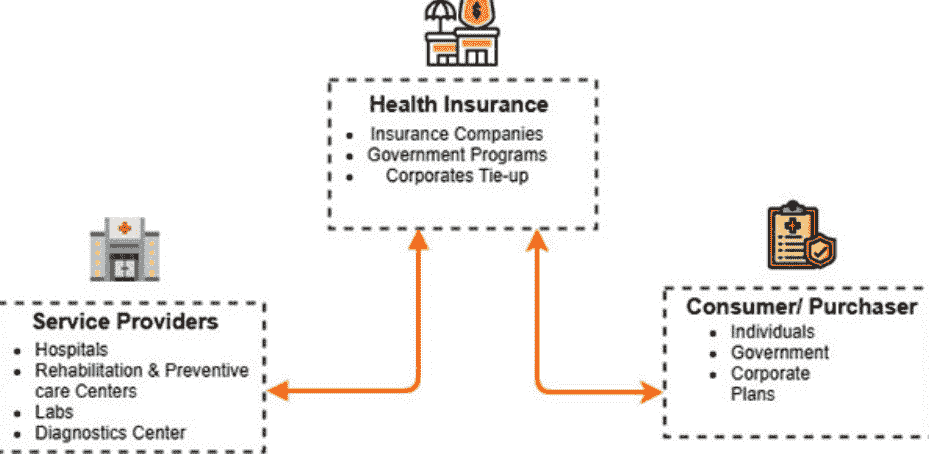 Health Insurance
• Insurance Companies
• Government Programs
• Corporates Tie-up
Service Providers
• Hospitals
• Rehabilitation & Preventive
care Centers
• Labs
• Diagnostics Center
Consumer/ Purchaser
• Individuals
• Government
• Corporate
Plans